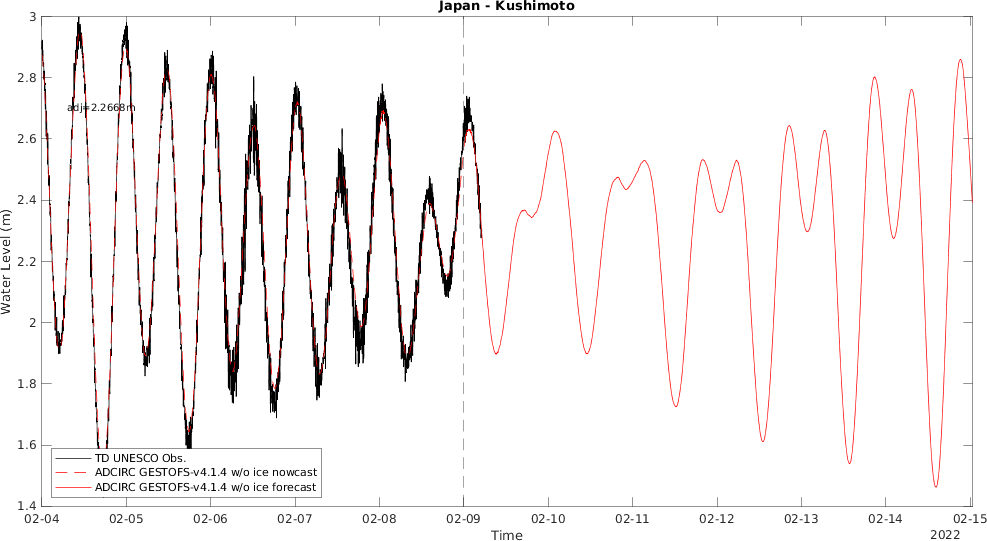 Japan - Kushimoto
3
2.8
2.6
2.4
2.2
2
1.8
1.6
1.4
Water Level (m)
adj=2.2668m
TD UNESCO Obs.
ADCIRC GESTOFS-v4.1.4 w/o ice nowcast
ADCIRC GESTOFS-v4.1.4 w/o ice forecast
02-04 02-05 02-06 02-07 02-08 02-09 02-10 02-11 02-12 02-13 02-14 02-15
Time
2022